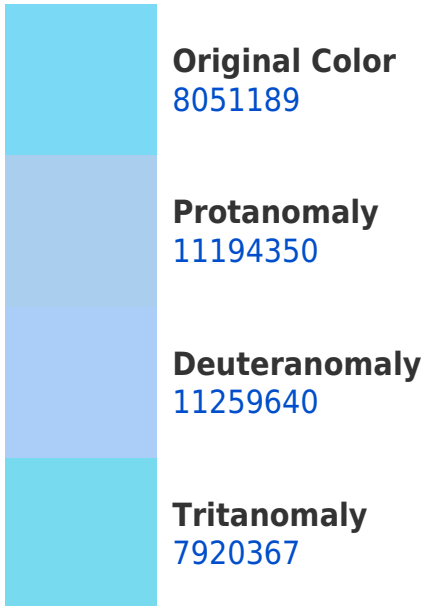 Original Color
8051189
Protanomaly
11194350
Deuteranomaly
11259640
Tritanomaly
7920367